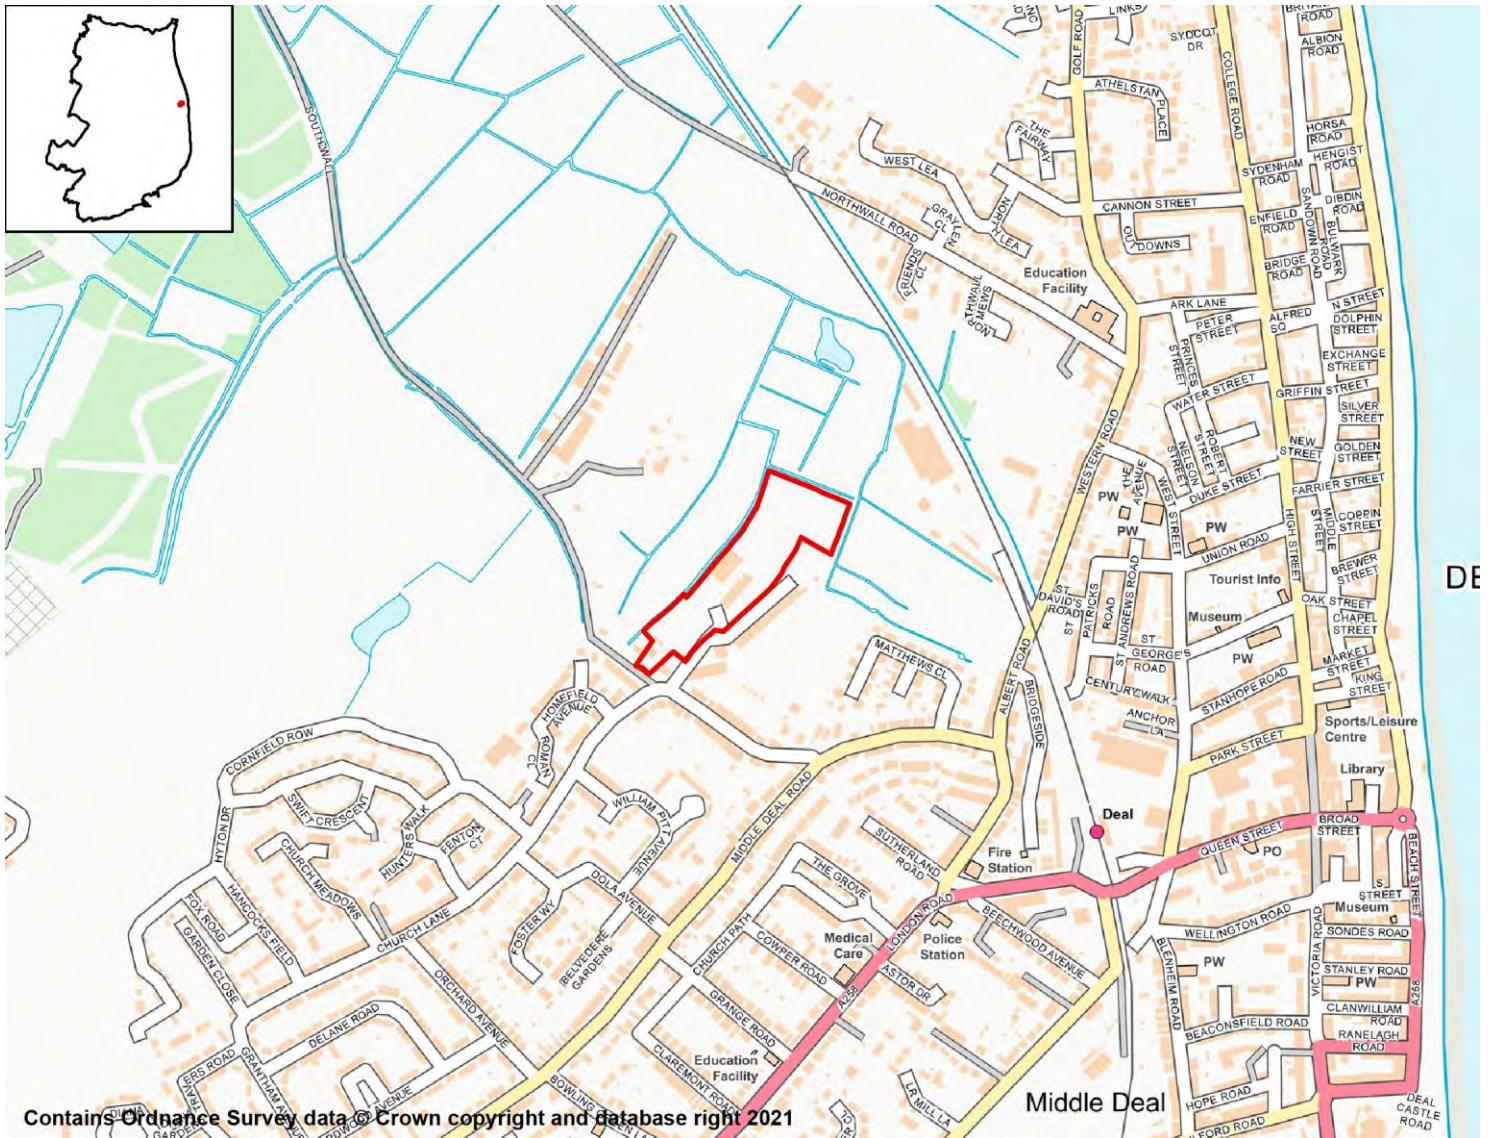 LINKS
GOLF ROAD
SYDCOT
DR
COLLEGE ROAD
ROAD
ALBION
ROAD
ATHELSTAN
PLACE
THE
FAIRWAY
HORSA
ROAD
HENGIST
ROAD
SYDENHAM
ROAD
DIBDIN
ROAD
SANDOWN ROAD
BULWARK
ROAD
SOUTHWALL
WEST LEA
NORTHWALL ROAD
GRAYLEN
CL
NORTH LEA
FRIENDS
CL
CANNON STREET
OUT DOWNS
ENFIELD
ROAD
BRIDGE
ROAD
Education
Facility
NORTHWALL
MEWS
ARK LANE
PETER
STREET
ALFRED
SQ
N STREET
DOLPHIN
STREET
PRINCES
STREET
EXCHANGE
STREET
WATER STREET
GRIFFIN STREET
SILVER
STREET
WESTERN ROAD
ROBERT
STREET
NELSON
STREET
NEW
STREET
GOLDEN
STREET
THE
AVENUE
WEST STREET
DUKE STREET
FARRIER STREET
PW
PW
PW
HIGH STREET
MIDDLE
STREET
COPPIN
STREET
UNION ROAD
BREWER
STREET
Tourist Info
ST
DAVID'S
ROAD
ST PATRICKS
ROAD
ST ANDREWS ROAD
OAK STREET
CHAPEL
STREET
Museum
DE
ST
GEORGE'S
ROAD
PW
MARKET
STREET
KING
STREET
MATTHEWS CL
ALBERT ROAD
BRIDGESIDE
CENTURY WALK
STANHOPE ROAD
ANCHOR
LA
Sports/Leisure
Centre
PARK STREET
HOMEFIELD
AVENUE
ROMAN
CL
CORNFIELD ROW
Library
HYTON DR
SWIFT CRESCENT
HUNTERS WALK
FENTON
CT
WILLIAM PITT AVENUE
MIDDLE DEAL ROAD
Deal
BROAD
STREET
QUEEN STREET
PO
BEACH STREET
SUTHERLAND
ROAD
Fire
Station
CHURCH MEADOWS
THE GROVE
DOLA AVENUE
S
STREET
Museum
HANCOCKS FIELD
FOX ROAD
GARDEN CLOSE
CHURCH LANE
FOSTER WY
BELVEDERE
GARDENS
CHURCH PATH
COWPER ROAD
LONDON ROAD
BEECHWOOD AVENUE
WELLINGTON ROAD
VICTORIA ROAD
SONDES ROAD
Medical
Care
Police
Station
BLENHEIM ROAD
PW
STANLEY ROAD
PW
ASTOR DR
A258
A258
ORCHARD AVENUE
DELANE ROAD
GRANGE ROAD
CLANWILLIAM
ROAD
BEACONSFIELD ROAD
RANELAGH
ROAD
ERS ROAD
CLAREMONT ROAD
Education
Facility
LR MILL LA
Middle Deal
HOPE ROAD
DEAL
CASTLE
ROAD
Contains Ordnance Survey data © Crown copyright and database right 2021